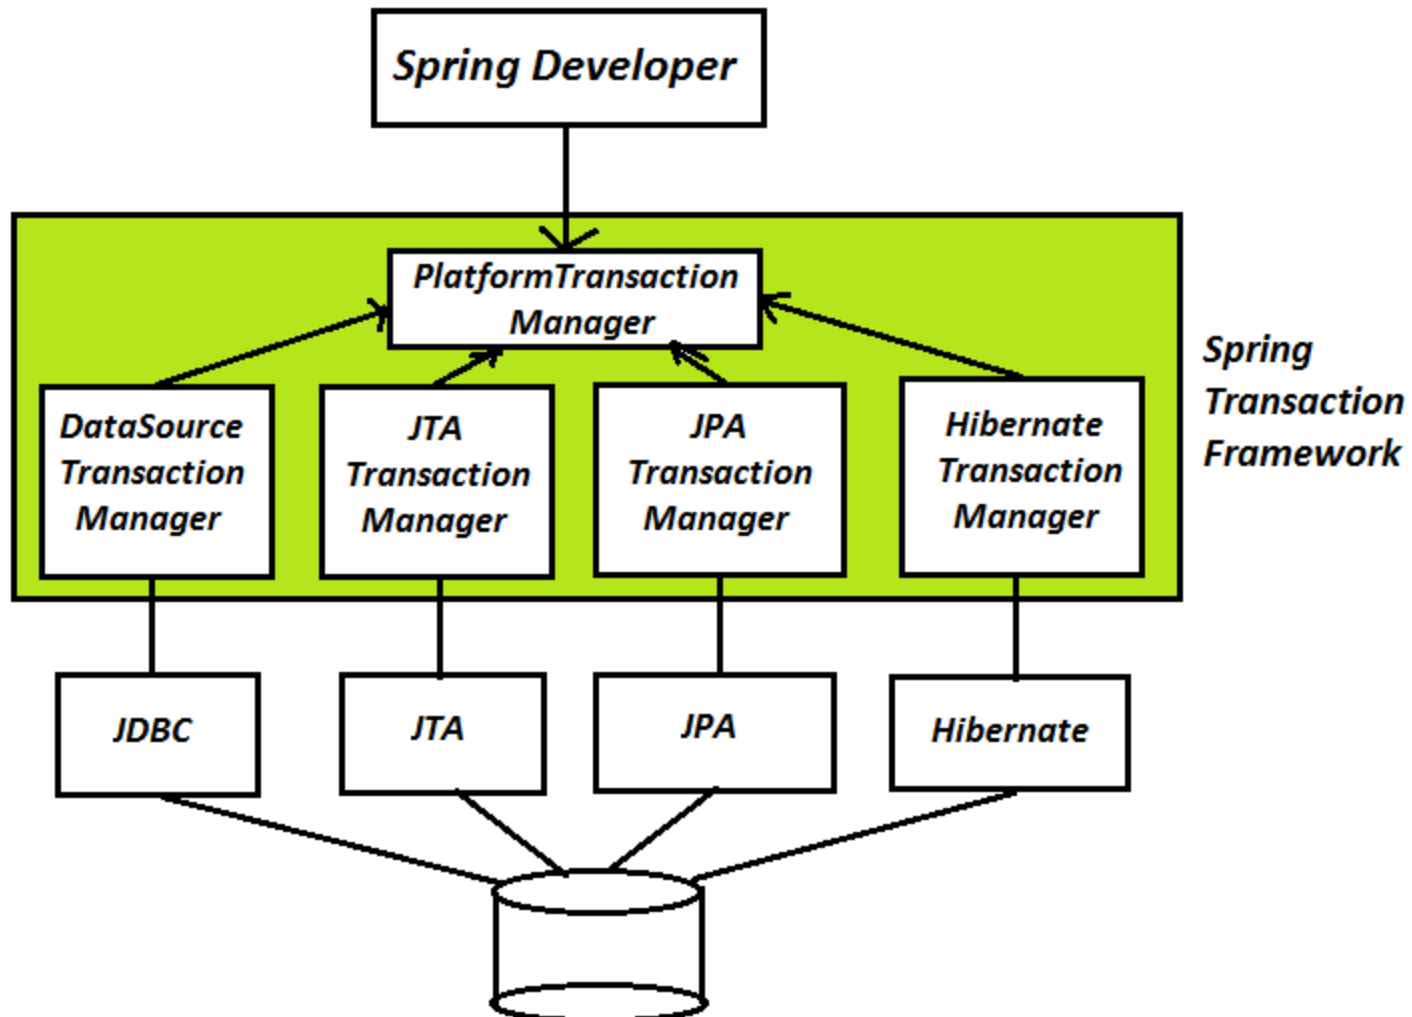 Spring Developer
PlatformTransaction
Manager
Spring
Transaction
Framework
DataSource
Transaction
Manager
JTA
Transaction
Manager
JPA
Transaction
Manager
Hibernate
Transaction
Manager
JDBC
JTA
JPA
Hibernate